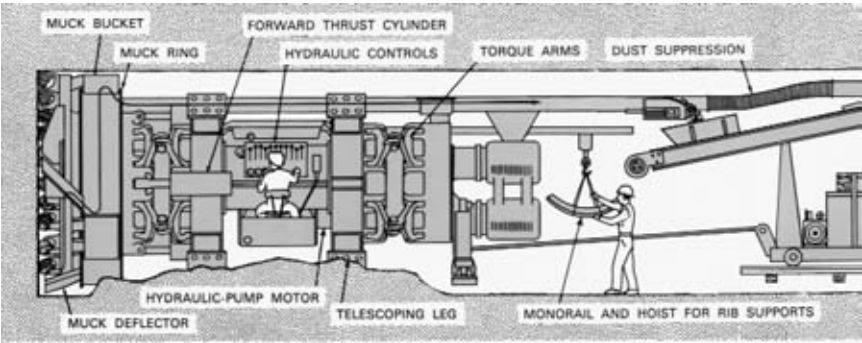 MUCK BUCKET
FORWARD THRUST CYLINDER
MUCK RING
HYDRAULIC CONTROLS
TORQUE ARMS
DUST SUPPRESSION
HYDRAULIC-PUMP MOTOR
TELESCOPING LEG
MONORAIL AND HOIST FOR RIB SUPPORTS
MUCK DEFLECTOR